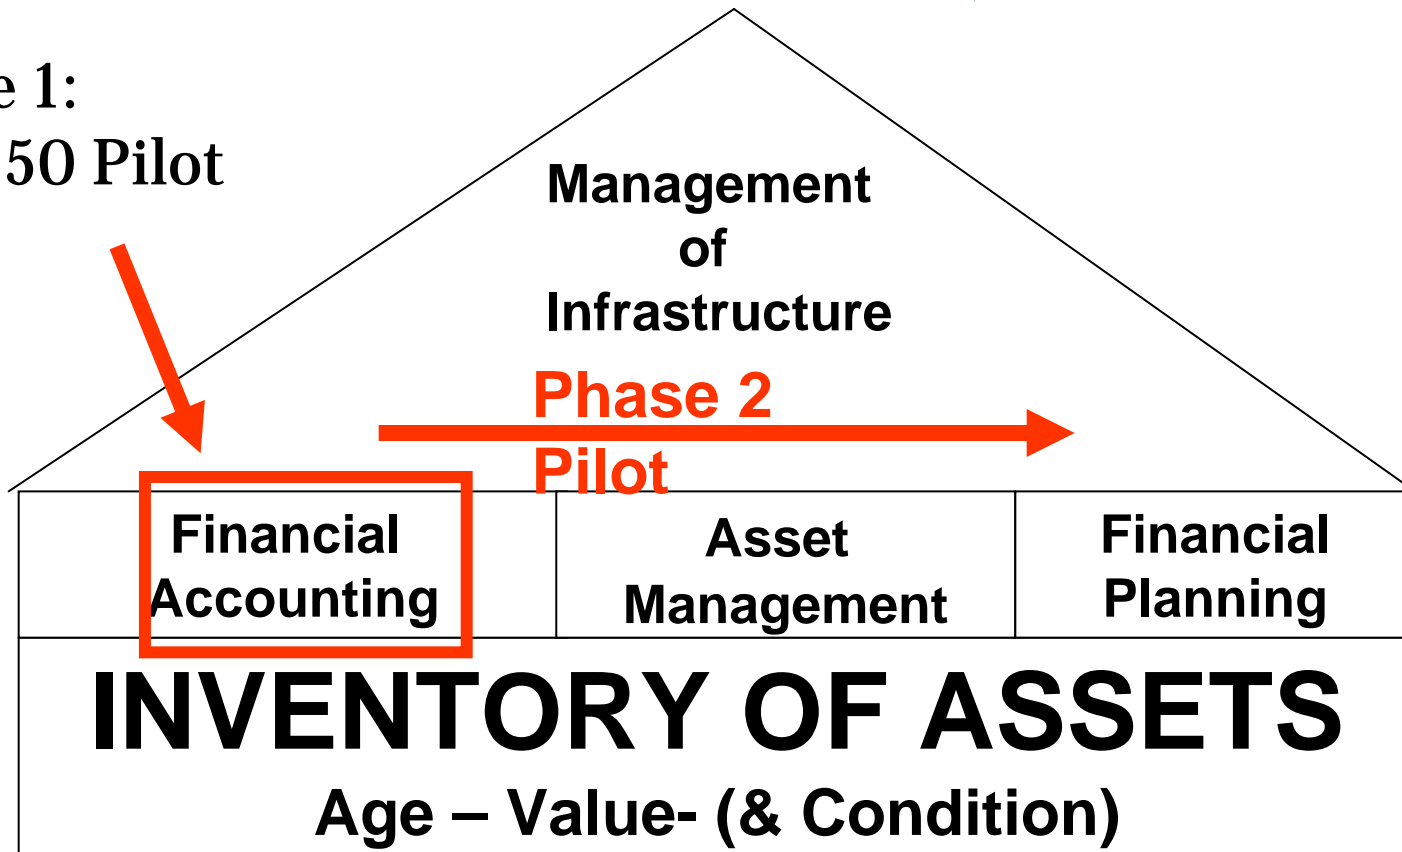 e 1:
50 Pilot
Management
of
Infrastructure
Phase 2
Pilot
Financial
Accounting
Asset
Management
Financial
Planning
INVENTORY OF ASSETS
Age – Value- (& Condition)